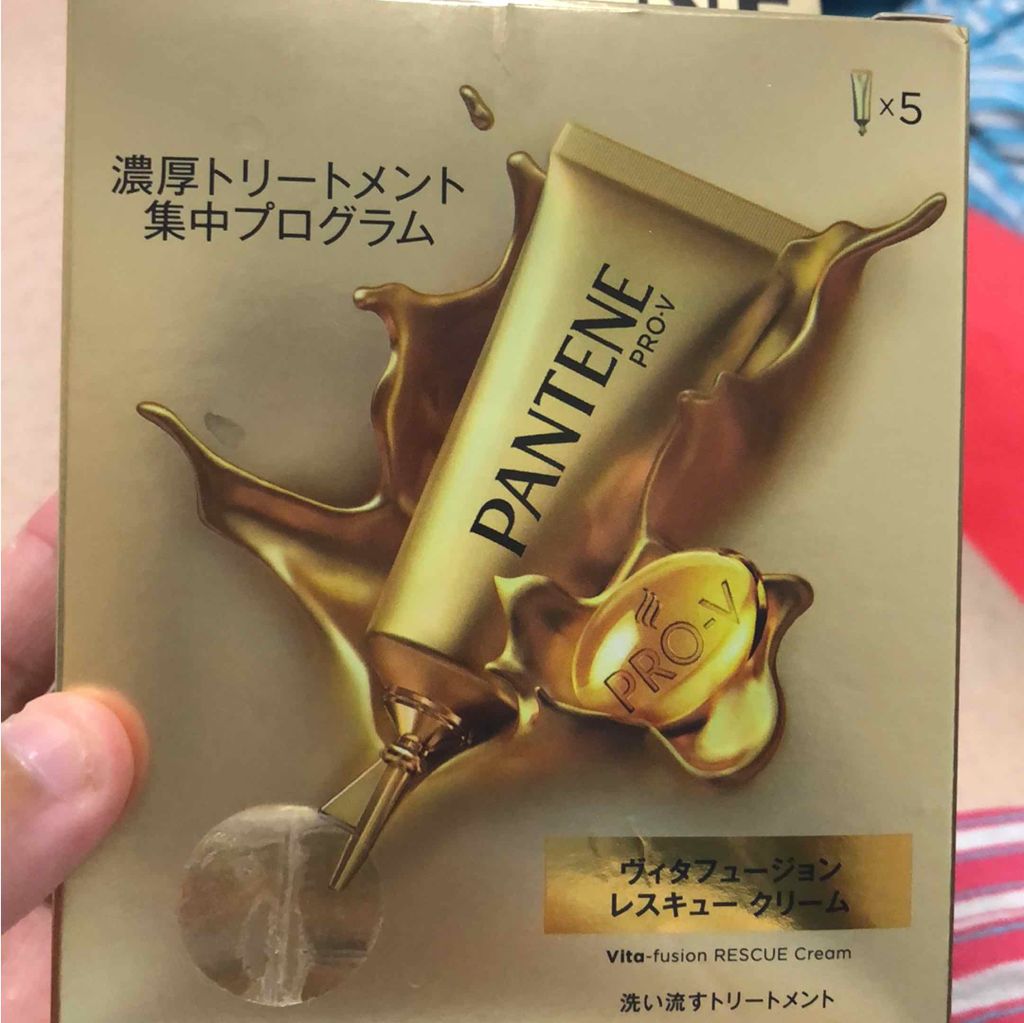 x5
濃厚トリートメント
集中プログラム
PANTENE
PRO-V
PRO-V
ヴィタフュージョン
レスキュー クリーム
Vita-fusion RESCUE Cream
洗い流すトリートメント